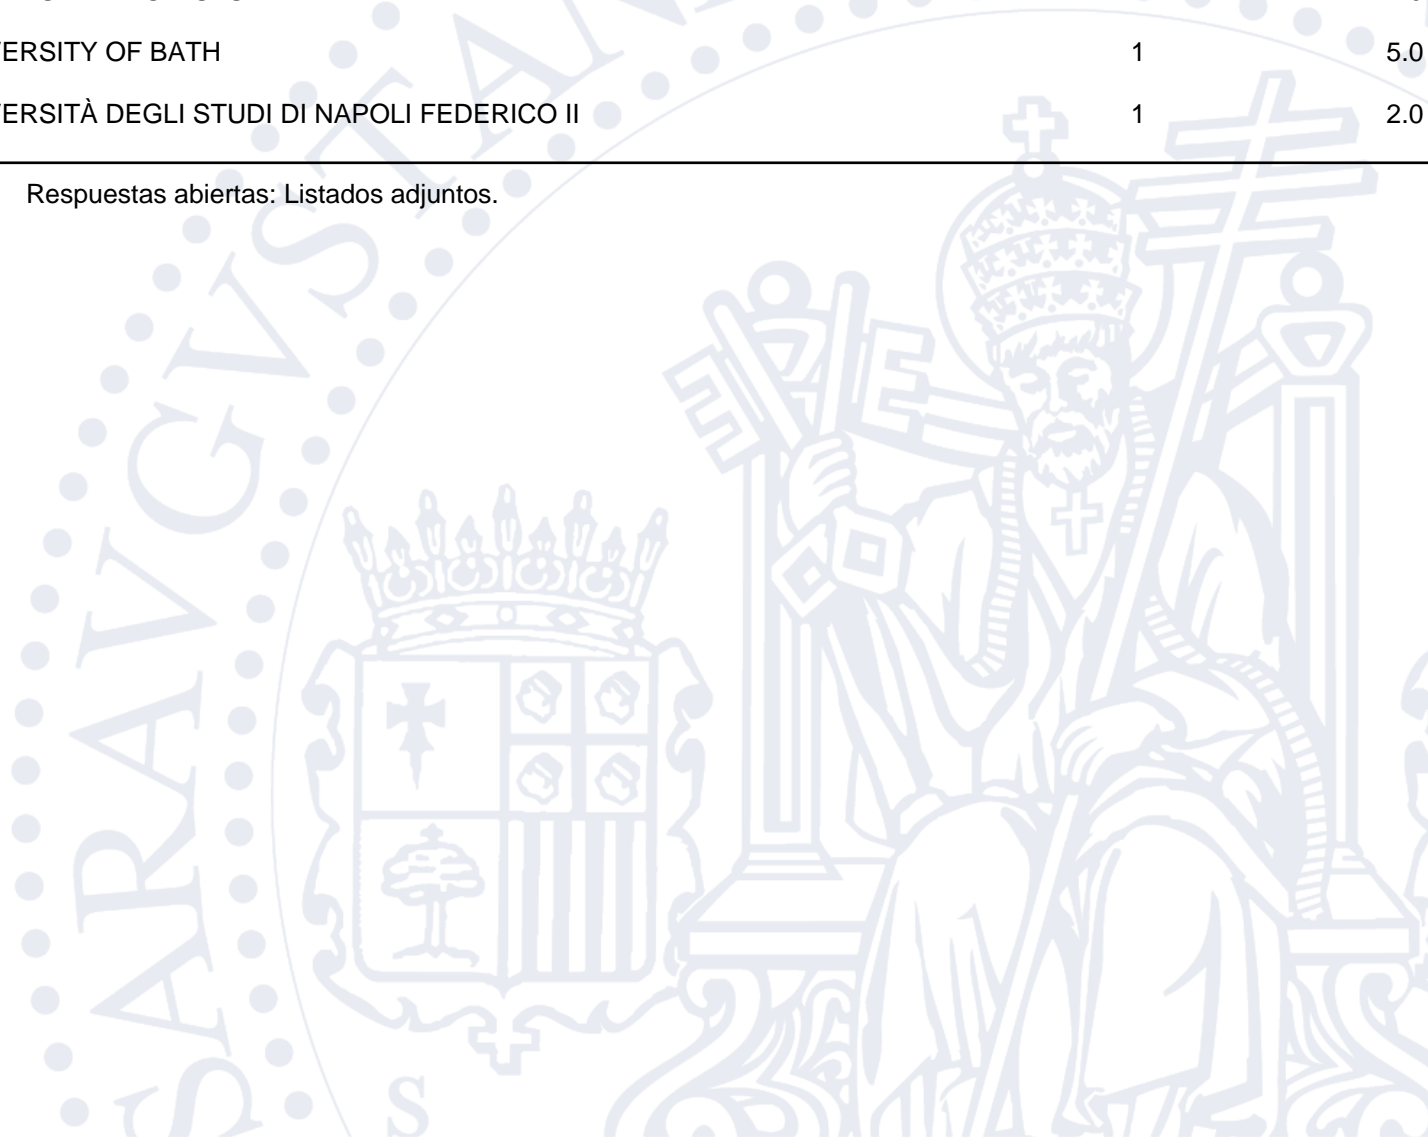 ERSITY OF BATH 1 5.0
ERSITÀ DEGLI STUDI DI NAPOLI FEDERICO II 1 2.0
Respuestas abiertas: Listados adjuntos.
SARAVGVSTAN
S